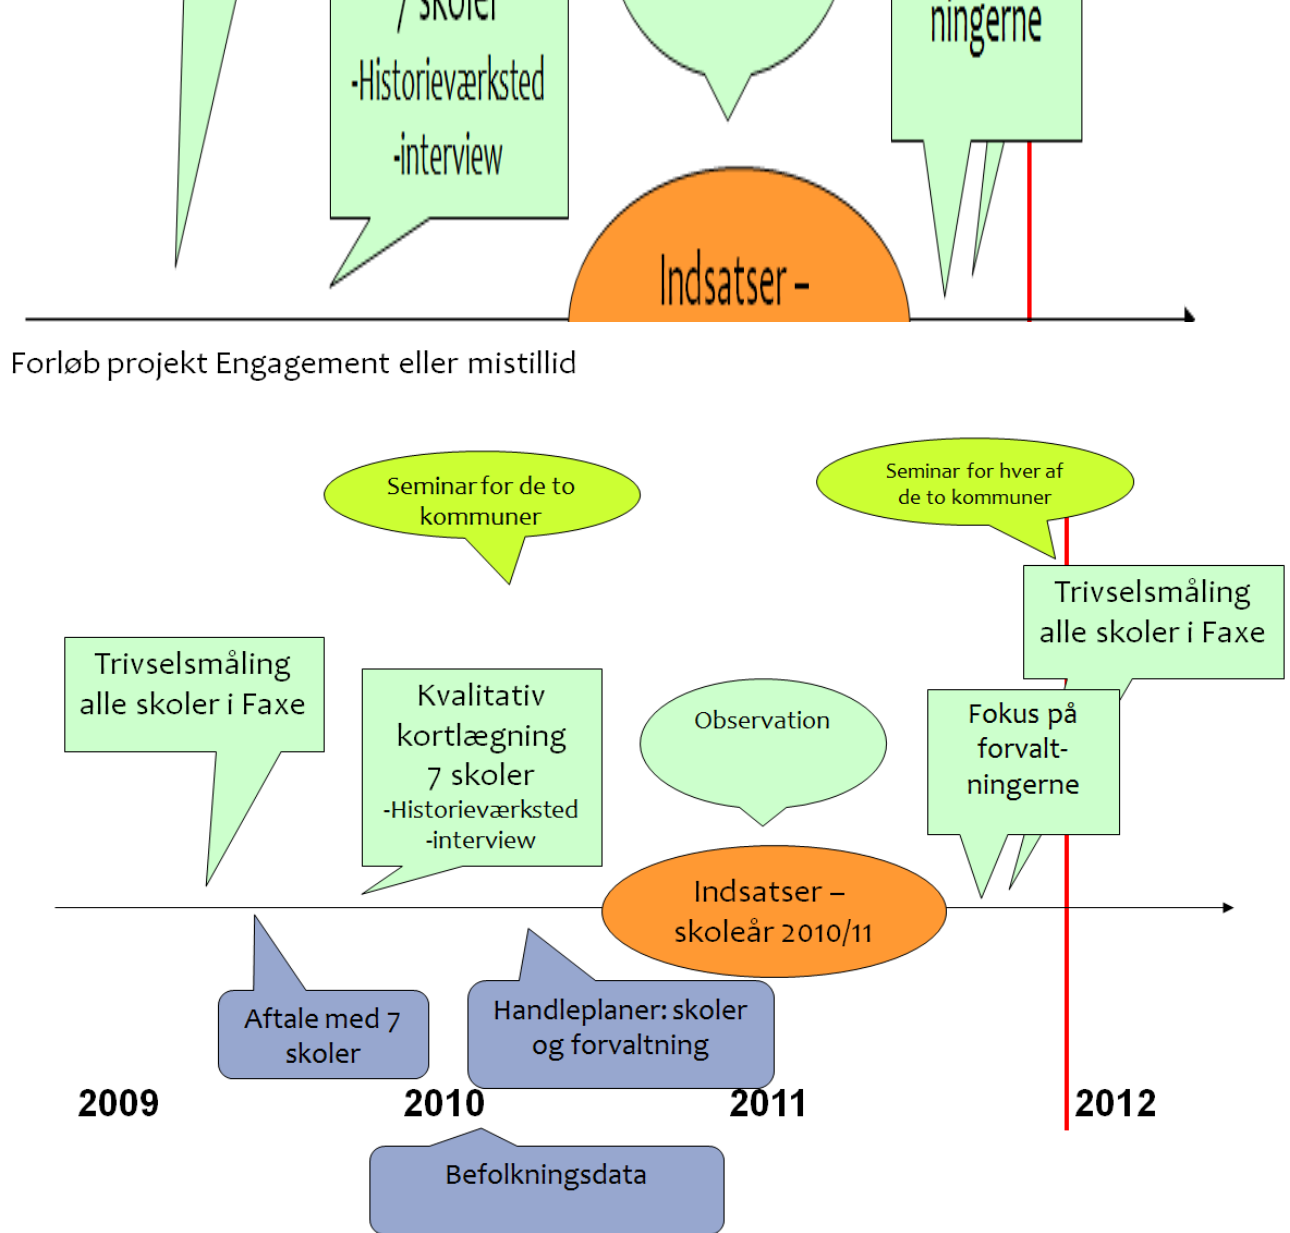 7 skoler
-Historieværksted
-interview
ningerne
Indsatser –
Forløb projekt Engagement eller mistillid
Seminar for de to
kommuner
Seminar for hver af
de to kommuner
Trivselsmåling
alle skoler i Faxe
Trivselsmåling
alle skoler i Faxe
Kvalitativ
kortlægning
7 skoler
-Historieværksted
-interview
Observation
Fokus på
forvalt-
ningerne
Indsatser –
skoleår 2010/11
Aftale med 7
skoler
Handleplaner: skoler
og forvaltning
2009 2010 2011 2012
Befolkningsdata